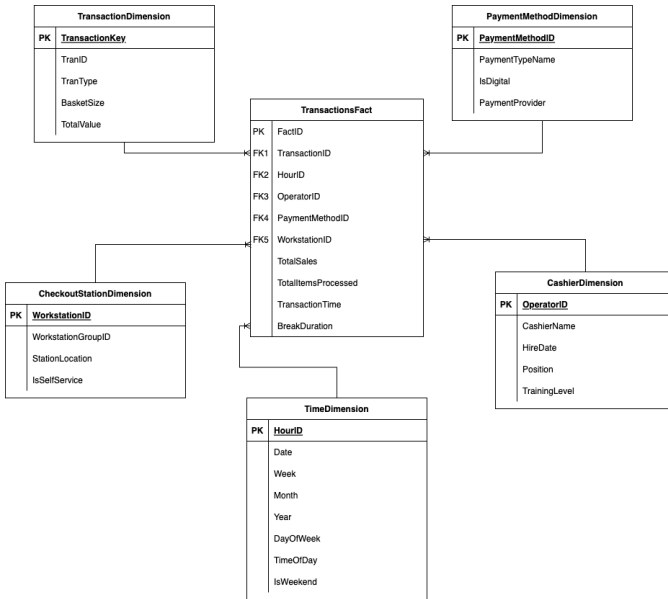 TransactionDimension
PK TransactionKey
TranID
TranType
BasketSize
TotalValue
PaymentMethodDimension
PK PaymentMethodID
PaymentTypeName
IsDigital
PaymentProvider
TransactionsFact
PK FactID
FK1 TransactionID
FK2 HourID
FK3 OperatorID
FK4 PaymentMethodID
FK5 WorkstationID
TotalSales
TotalItemsProcessed
TransactionTime
BreakDuration
CheckoutStationDimension
PK WorkstationID
WorkstationGroupID
StationLocation
IsSelfService
CashierDimension
PK OperatorID
CashierName
HireDate
Position
TrainingLevel
TimeDimension
PK HourID
Date
Week
Month
Year
DayOfWeek
TimeOfDay
IsWeekend